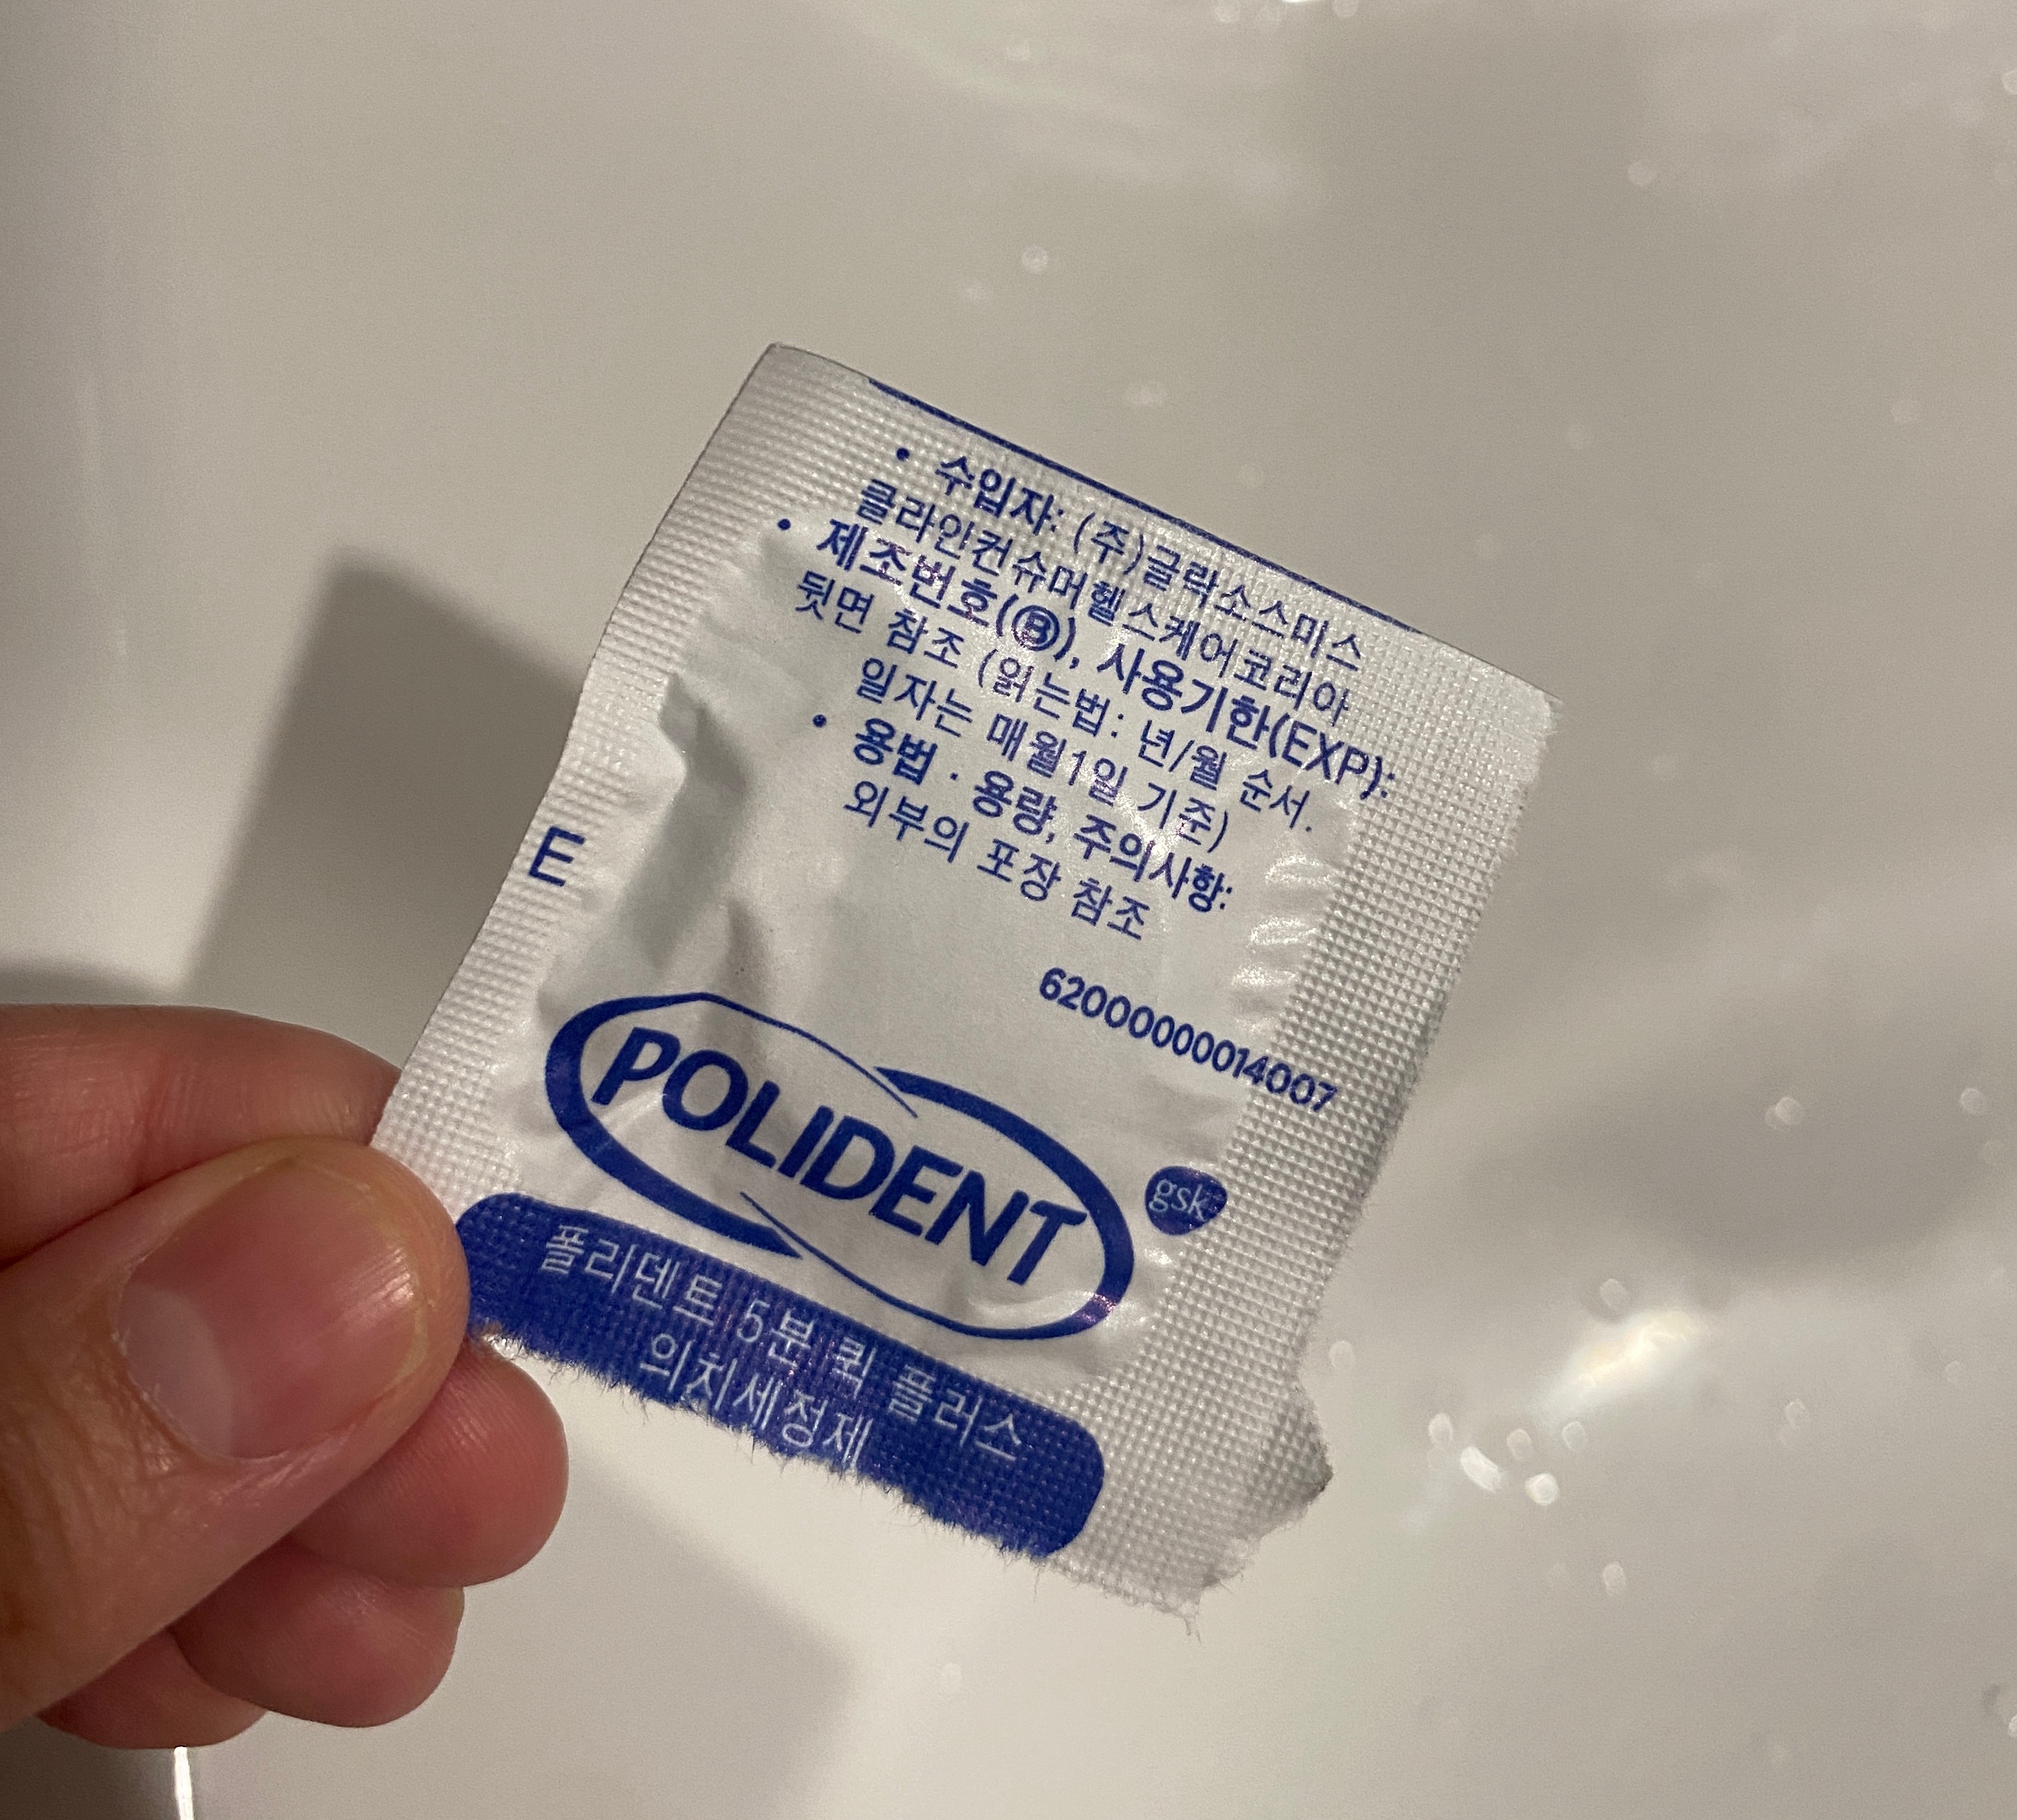 • 수입자: (주)글락소스미스
클라인컨슈머헬스케어코리아
• 제조번호(Ⓑ), 사용기한(EXP):
뒷면 참조 (읽는법: 년/월 순서.
일자는 매월1일 기준)
• 용법 · 용량, 주의사항:
외부의 포장 참조
E
62000000014007
POLIDENT
gsk
폴리덴트 5분 퀵 플러스
의치세정제